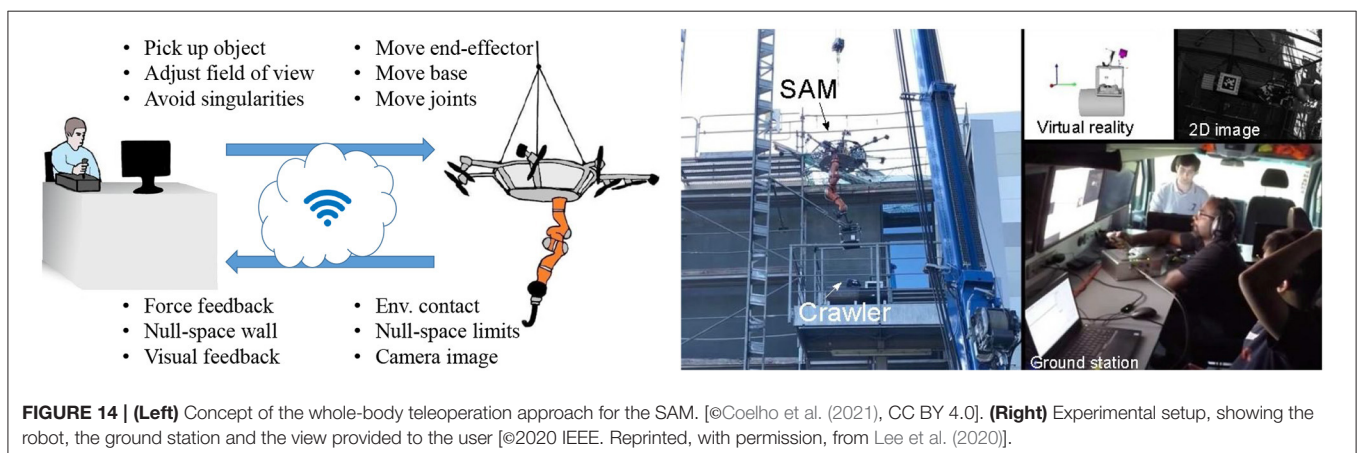 • Pick up object
• Adjust field of view
• Avoid singularities
• Move end-effector
• Move base
• Move joints
• Force feedback
• Null-space wall
• Visual feedback
• Env. contact
• Null-space limits
• Camera image
SAM
Crawler
Virtual reality
2D image
Ground station
FIGURE 14 | (Left) Concept of the whole-body teleoperation approach for the SAM. [©Coelho et al. (2021), CC BY 4.0]. (Right) Experimental setup, showing the
robot, the ground station and the view provided to the user [©2020 IEEE. Reprinted, with permission, from Lee et al. (2020)].